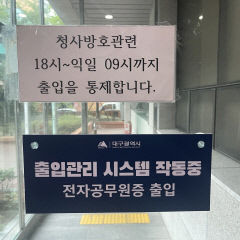 청사방호관련
18시~익일 09시까지
출입을 통제합니다.
대구광역시
출입관리 시스템 작동중
전자공무원증 출입